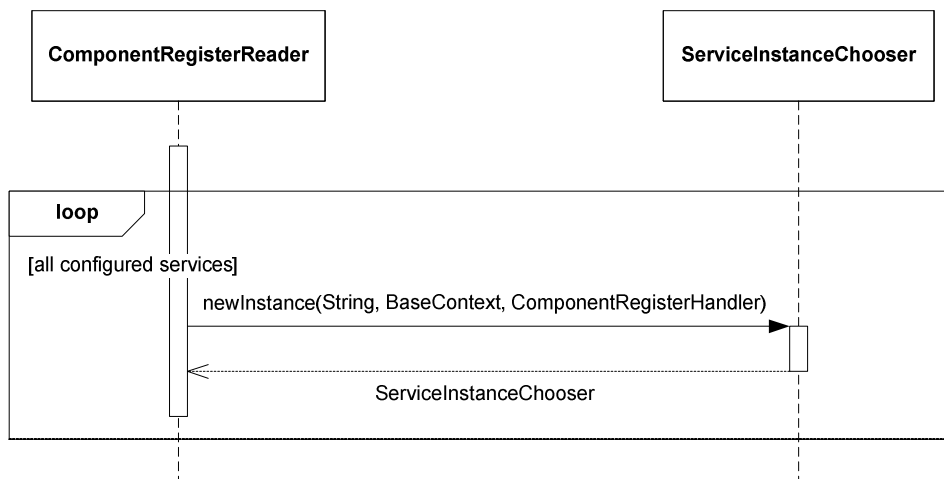 ComponentRegisterReader
ServiceInstanceChooser
loop
[all configured services]
newInstance(String, BaseContext, ComponentRegisterHandler)
ServiceInstanceChooser